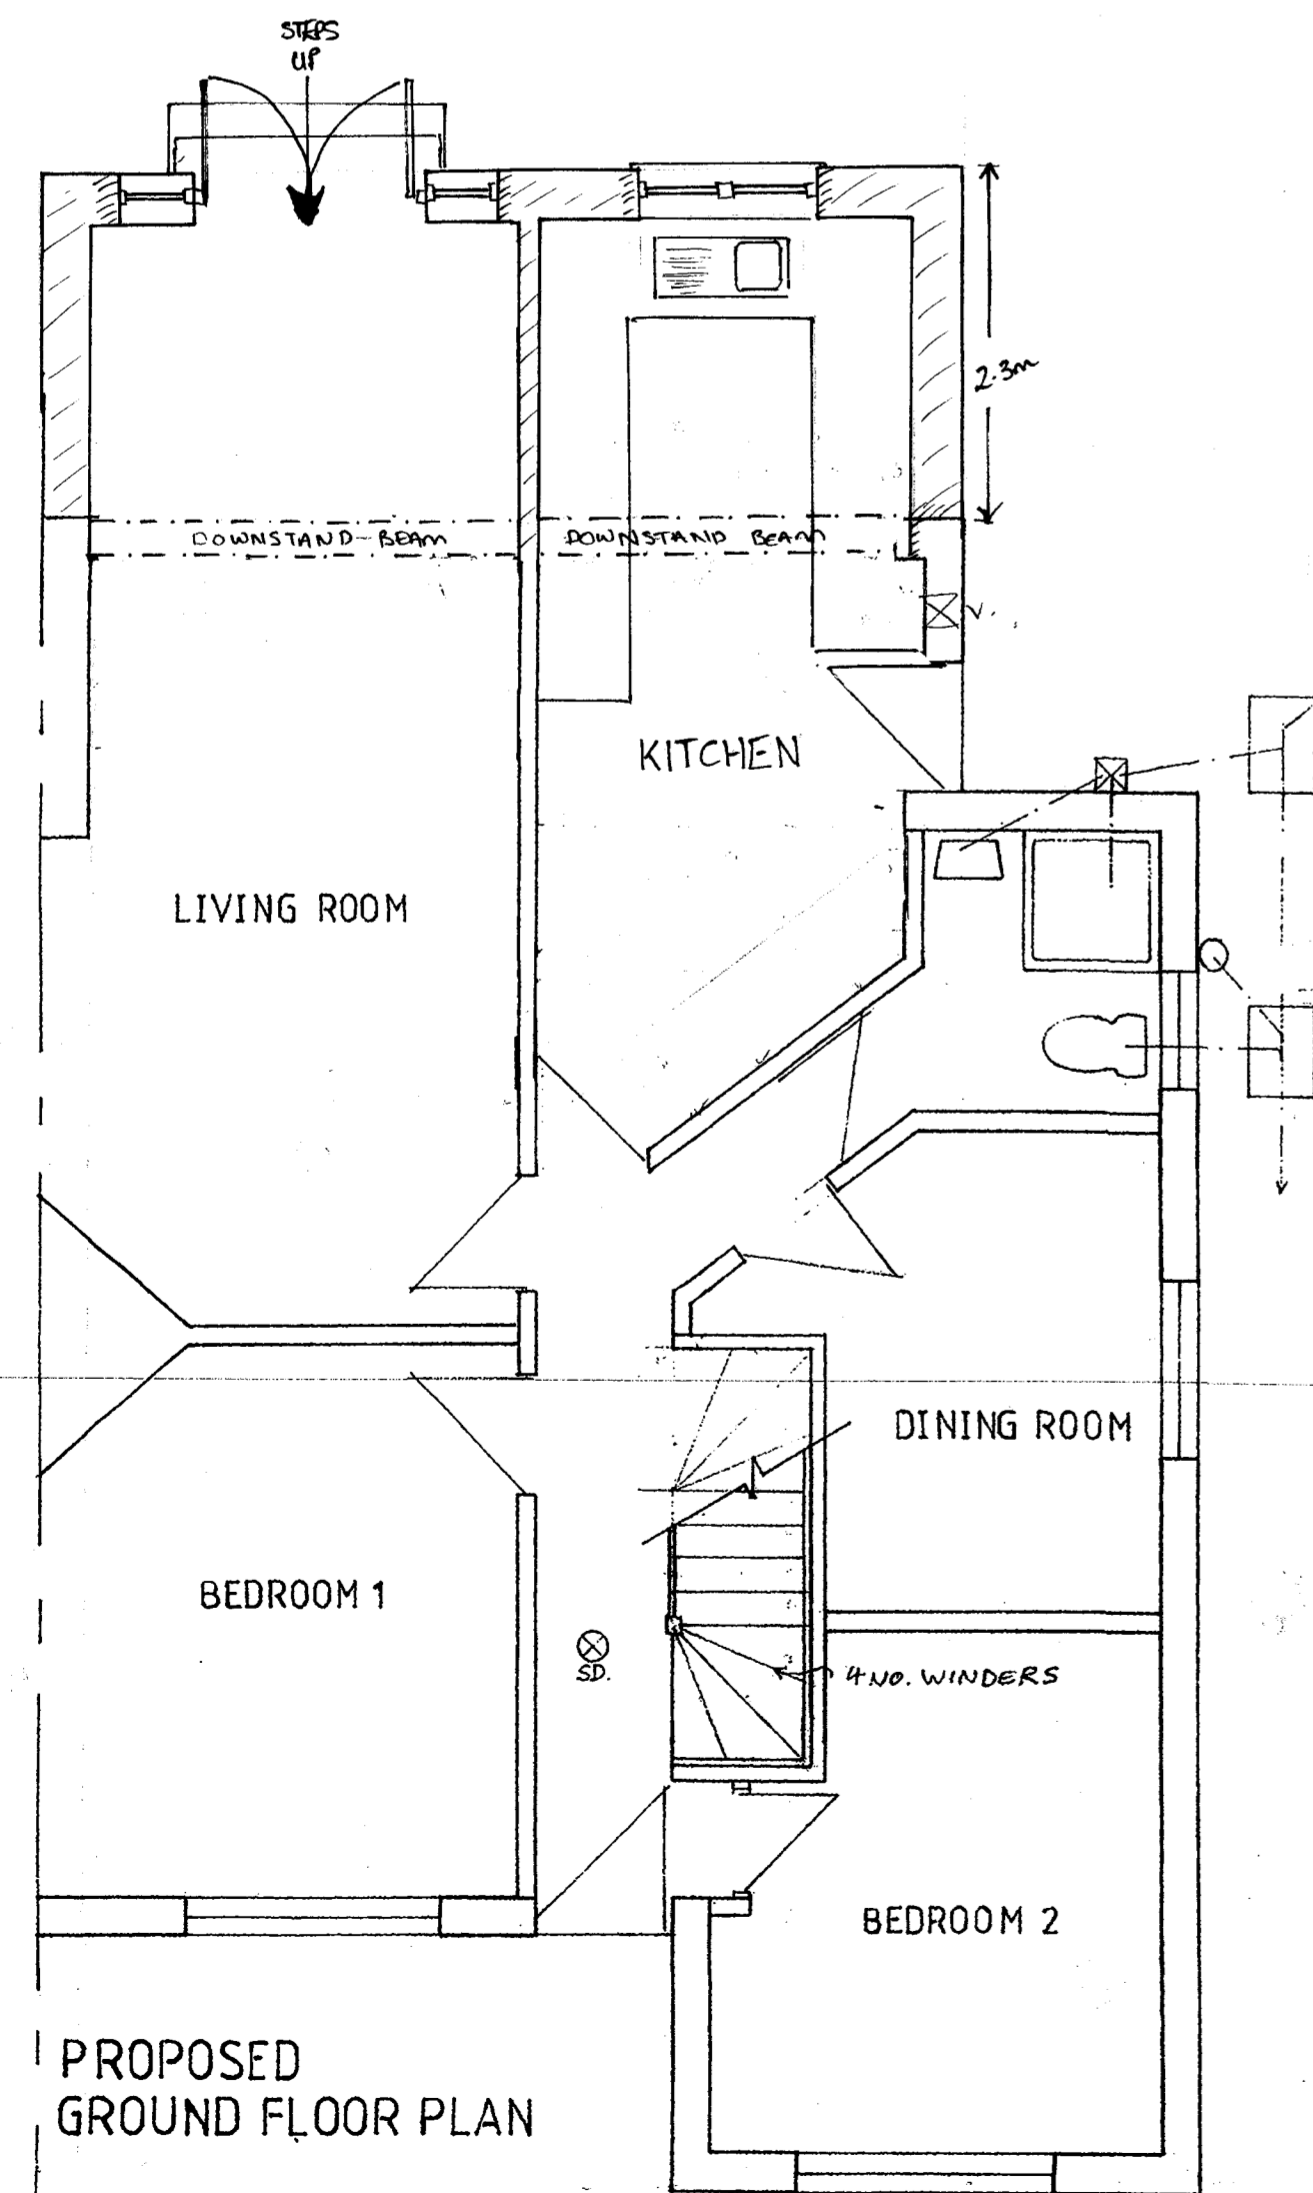 STEPS
UP
2.3m
DOWNSTAND-BEAM
DOWNSTAND BEAM
KITCHEN
LIVING ROOM
DINING ROOM
BEDROOM 1
SD.
4 NO. WINDERS
BEDROOM 2
PROPOSED
GROUND FLOOR PLAN